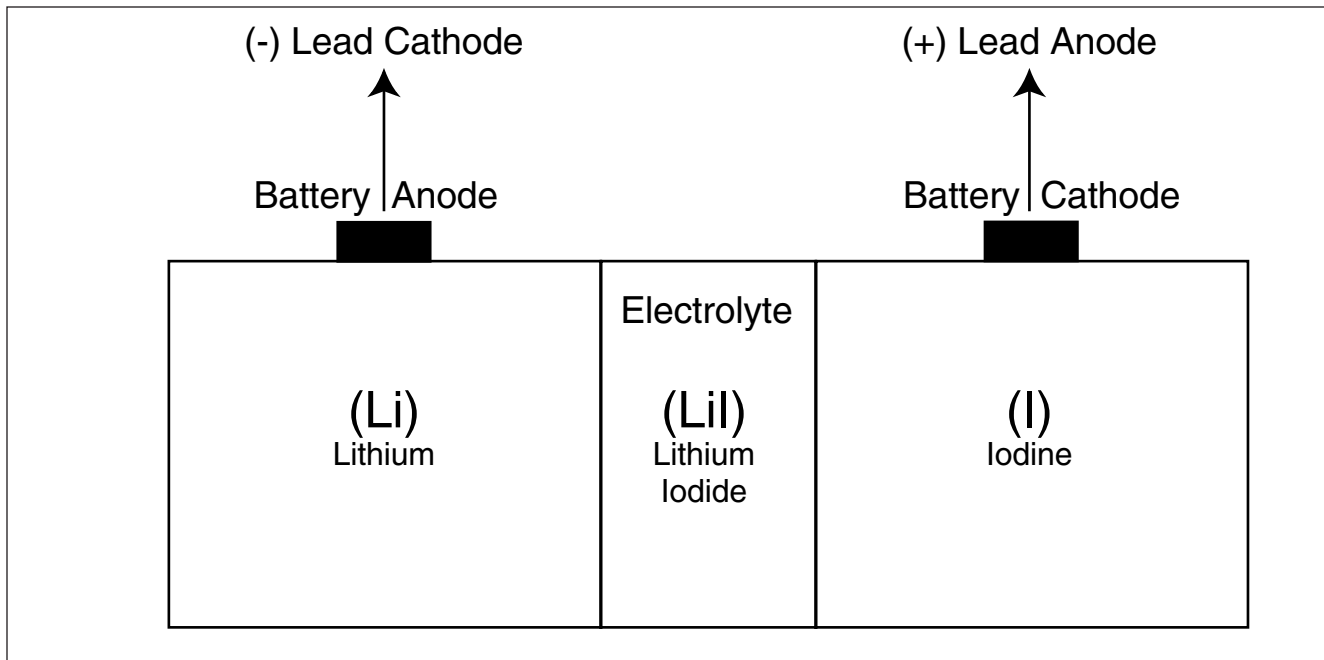 (-) Lead Cathode
(+) Lead Anode
Battery Anode
Battery Cathode
Electrolyte
(Li)
Lithium
(LiI)
Lithium
Iodide
(I)
Iodine